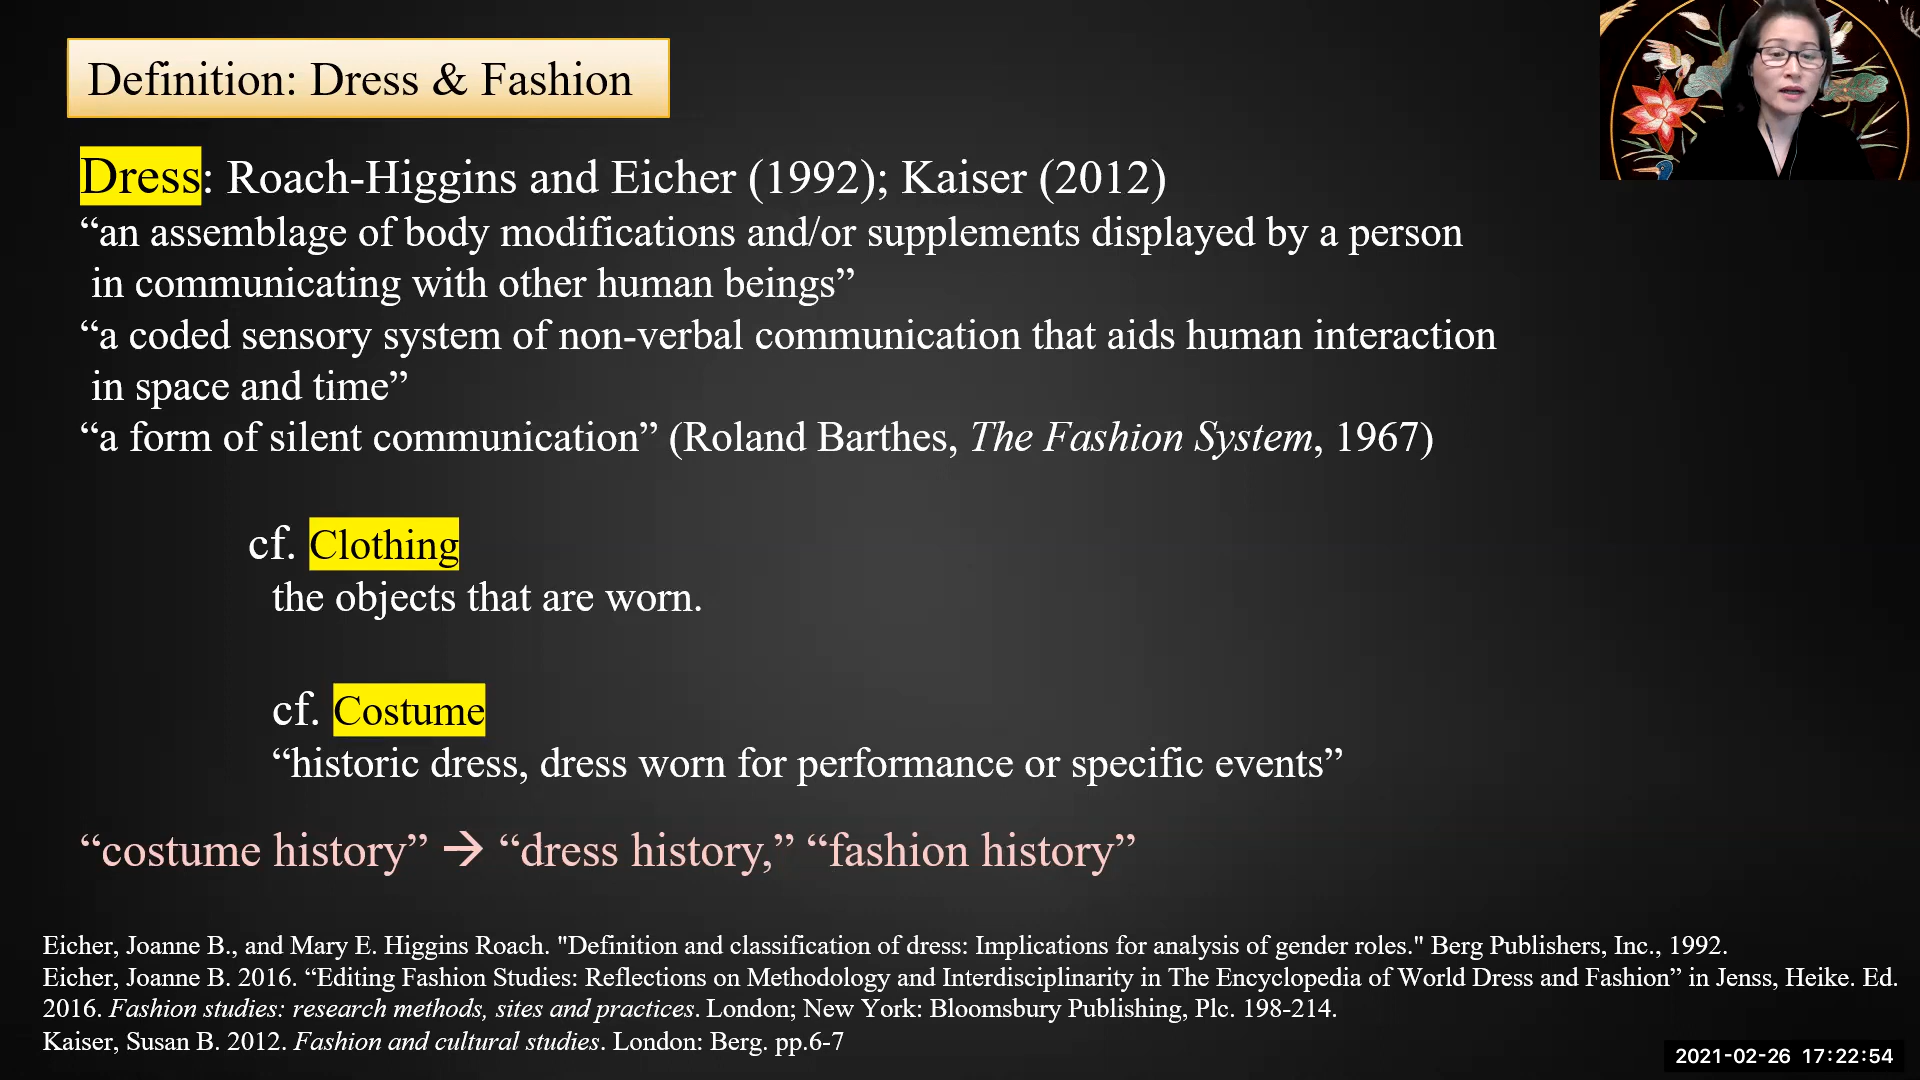 Definition: Dress & Fashion
Dress: Roach-Higgins and Eicher (1992); Kaiser (2012)
“an assemblage of body modifications and/or supplements displayed by a person
in communicating with other human beings”
“a coded sensory system of non-verbal communication that aids human interaction
in space and time”
“a form of silent communication” (Roland Barthes, The Fashion System, 1967)
cf. Clothing
the objects that are worn.
cf. Costume
“historic dress, dress worn for performance or specific events”
“costume history” → “dress history,” “fashion history”
Eicher, Joanne B., and Mary E. Higgins Roach. "Definition and classification of dress: Implications for analysis of gender roles." Berg Publishers, Inc., 1992.
Eicher, Joanne B. 2016. “Editing Fashion Studies: Reflections on Methodology and Interdisciplinarity in The Encyclopedia of World Dress and Fashion” in Jenss, Heike. Ed.
2016. Fashion studies: research methods, sites and practices. London; New York: Bloomsbury Publishing, Plc. 198-214.
Kaiser, Susan B. 2012. Fashion and cultural studies. London: Berg. pp.6-7
2021-02-26 17:22:54